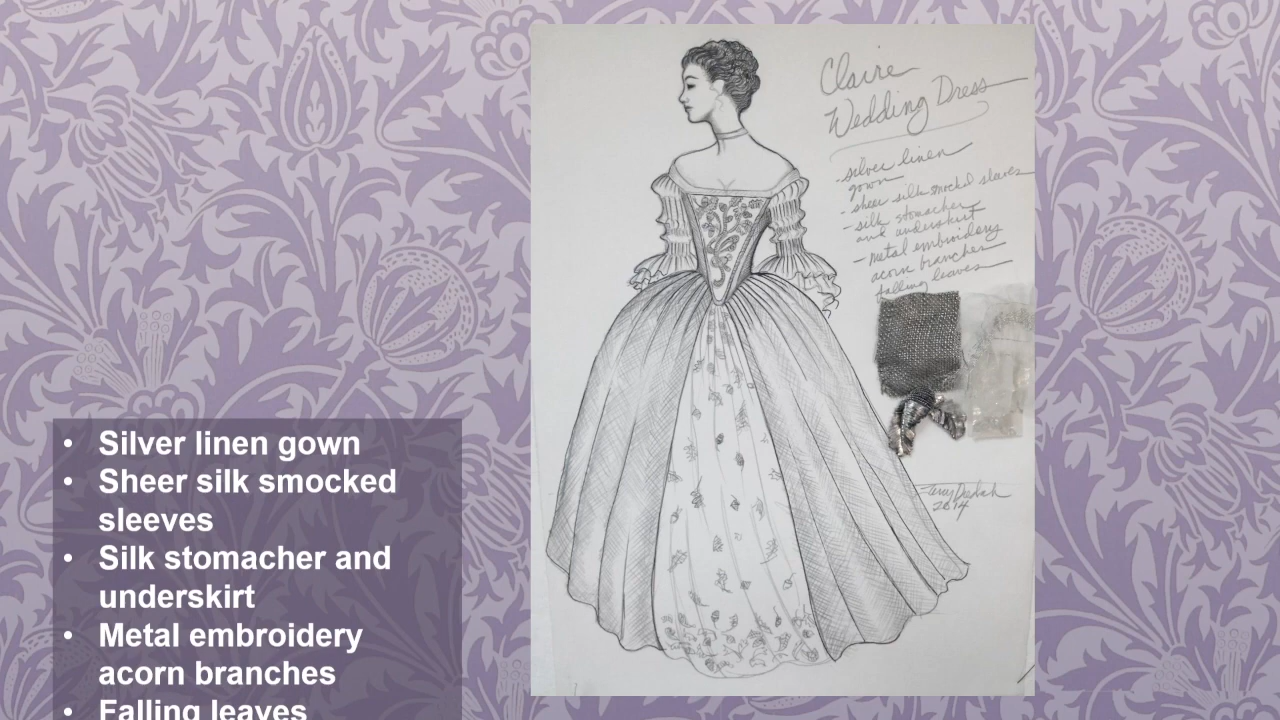 Claire
Wedding Dress
- silver linen
gown
- sheer silk smocked sleeves
- silk stomacher
and underskirt
- metal embroidery
acorn branches
falling leaves
2014
• Silver linen gown
• Sheer silk smocked
sleeves
• Silk stomacher and
underskirt
• Metal embroidery
acorn branches
• Falling leaves